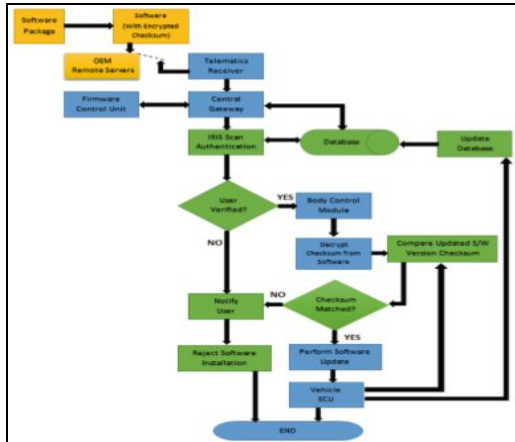 Software
Package
Software
(With Encrypted
Checksum)
OEM
Remote Servers
Telematics
Receiver
Firmware
Control Unit
Central
Gateway
IRIS Scan
Authentication
Database
Update
Database
User
Verified?
YES
Body Control
Module
NO
Decrypt
Checksum from
Software
Compare Updated S/W
Version Checksum
Notify
User
NO
Checksum
Matched?
YES
Reject Software
Installation
Perform Software
Update
Vehicle
ECU
END